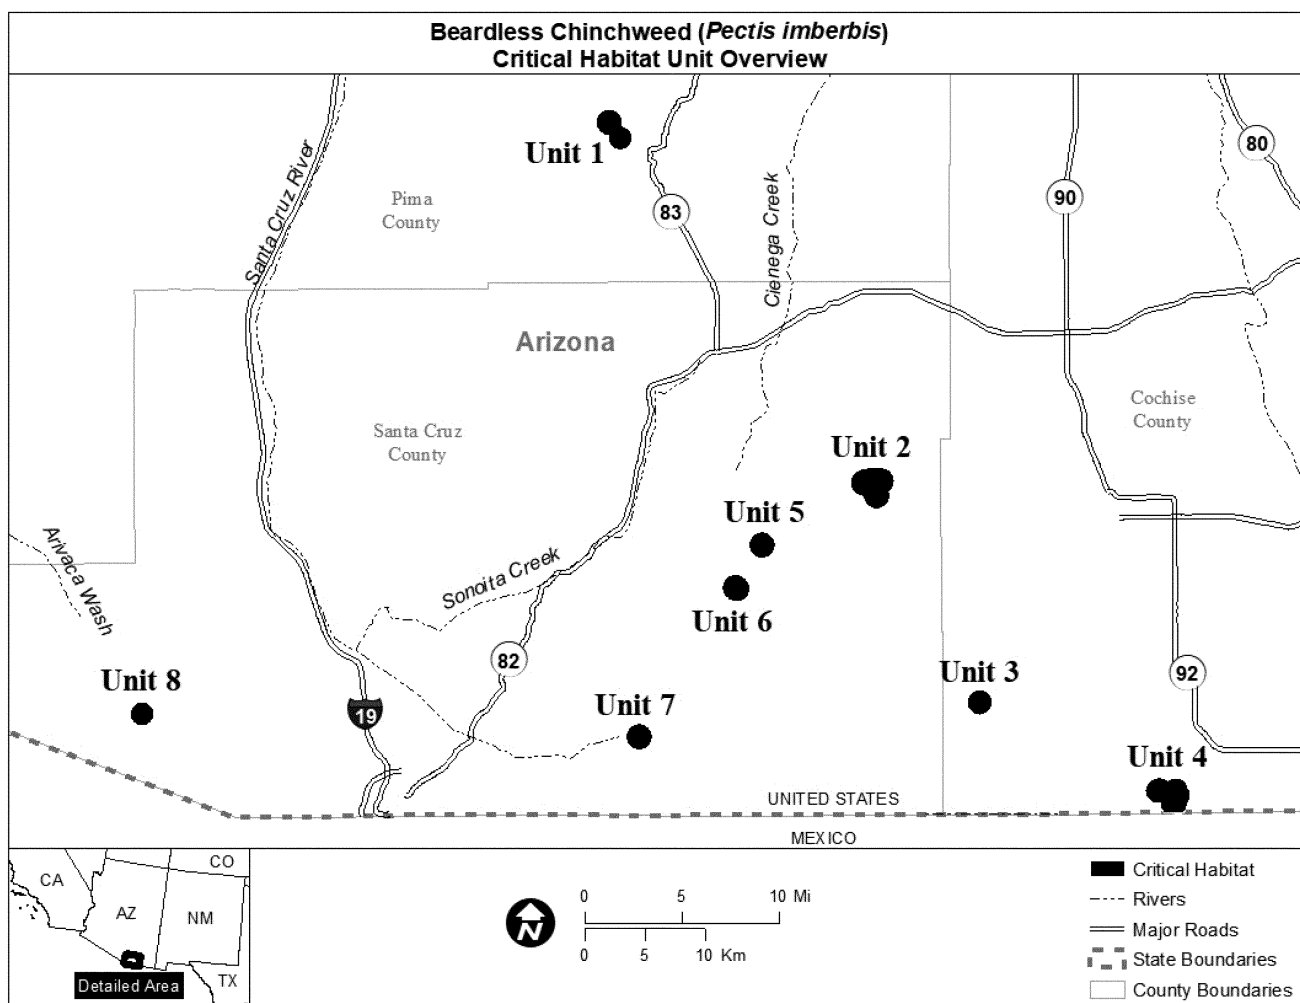 Beardless Chinchweed (Pectis imberbis)
Critical Habitat Unit Overview
Unit 1
Santa Cruz River
Pima
County
83
Cienega Creek
90
80
Arizona
Santa Cruz
County
Cochise
County
Unit 2
Unit 5
Arivaca Wash
Sonoita Creek
Unit 6
82
Unit 8
Unit 3
92
19
Unit 7
Unit 4
UNITED STATES
MEXICO
CA
CO
AZ
NM
TX
Detailed Area
N
0 5 10 Mi
0 5 10 Km
Critical Habitat
Rivers
Major Roads
State Boundaries
County Boundaries